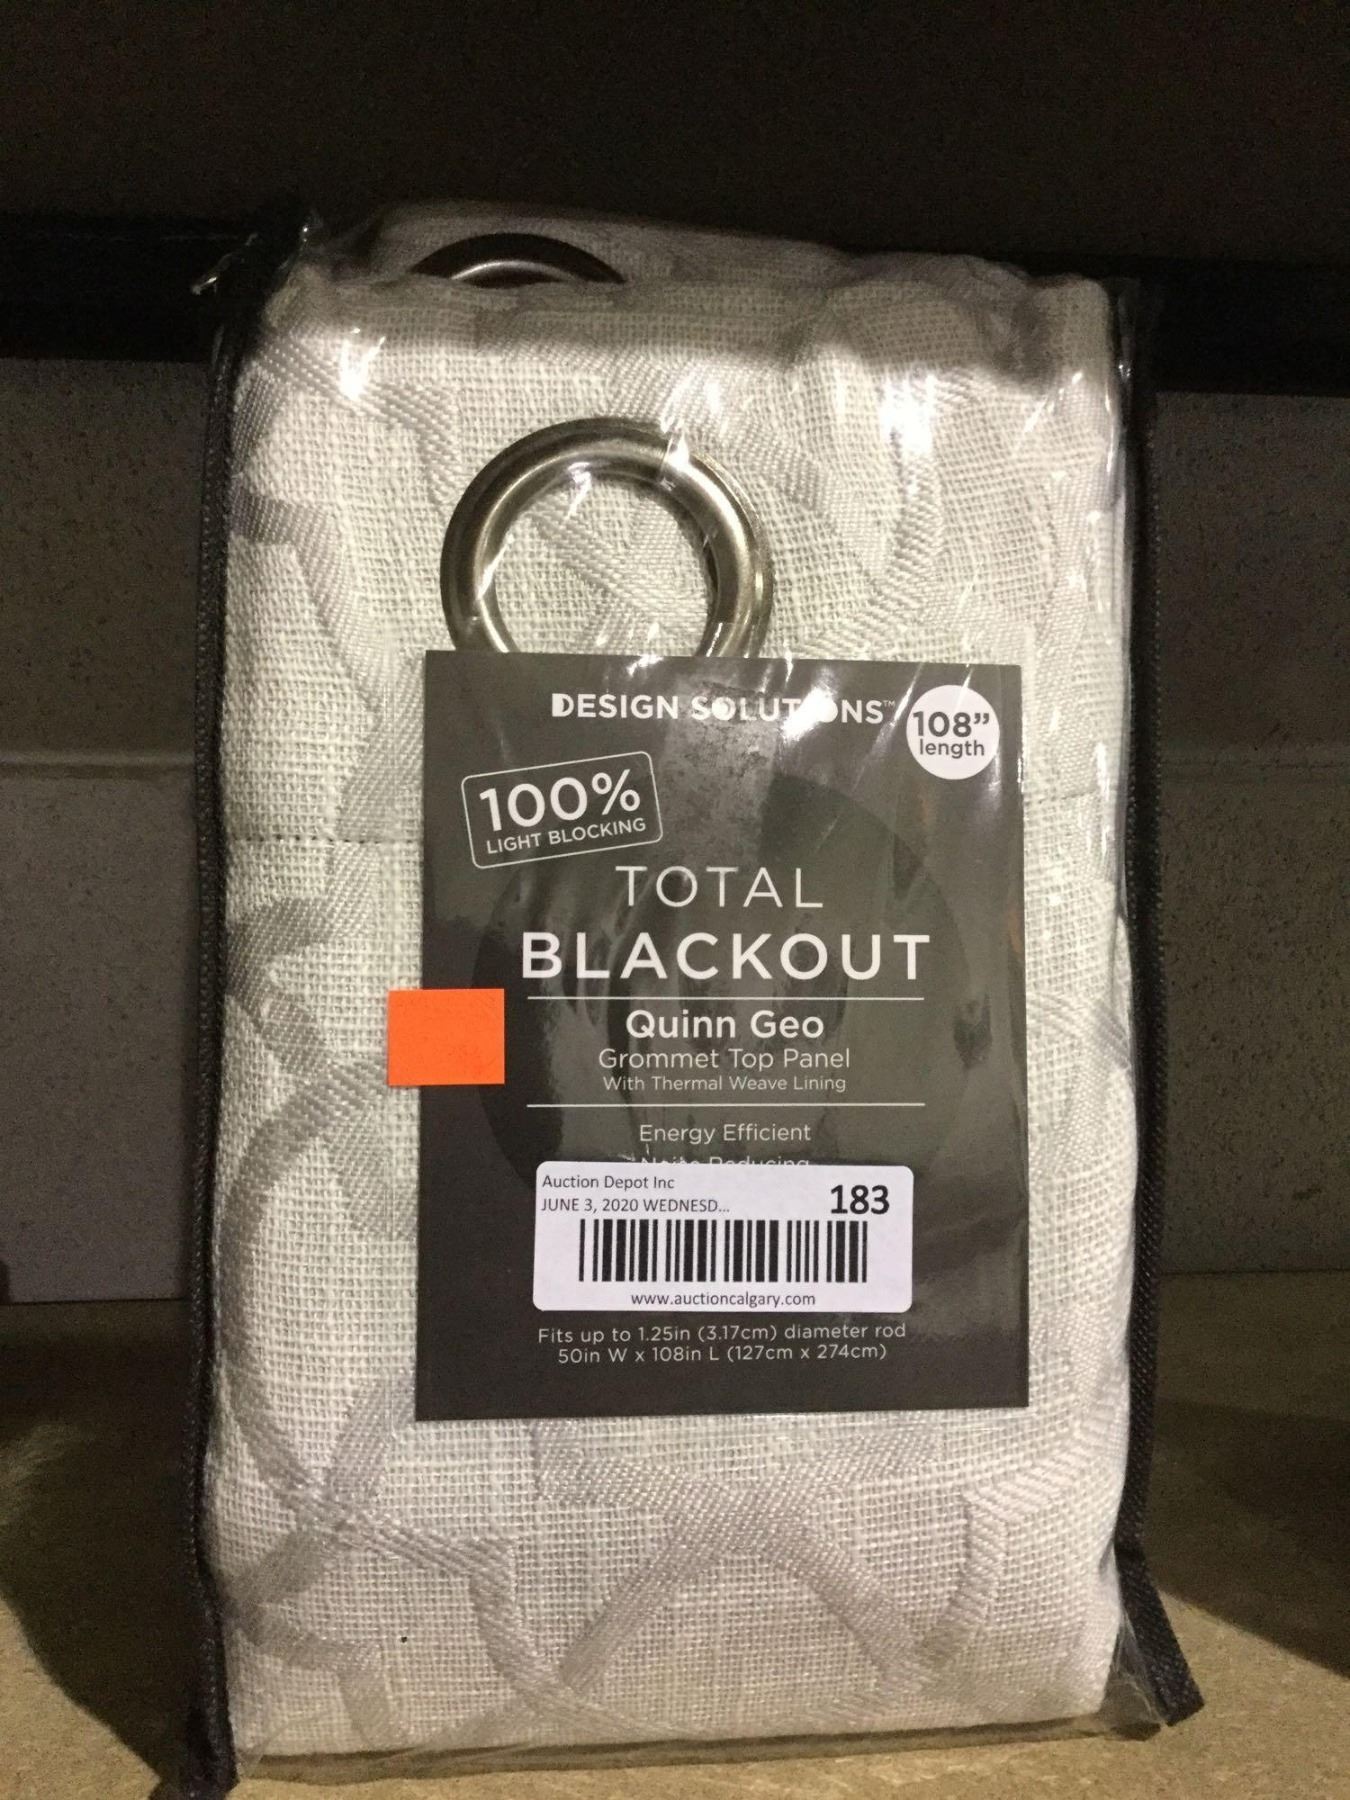 DESIGN SOLUTIONS™
108”
length
100%
LIGHT BLOCKING
TOTAL
BLACKOUT
Quinn Geo
Grommet Top Panel
With Thermal Weave Lining
Energy Efficient
Noise Reducing
Auction Depot Inc
183
JUNE 3, 2020 WEDNESD...
www.auctioncalgary.com
Fits up to 1.25in (3.17cm) diameter rod
50in W x 108in L (127cm x 274cm)